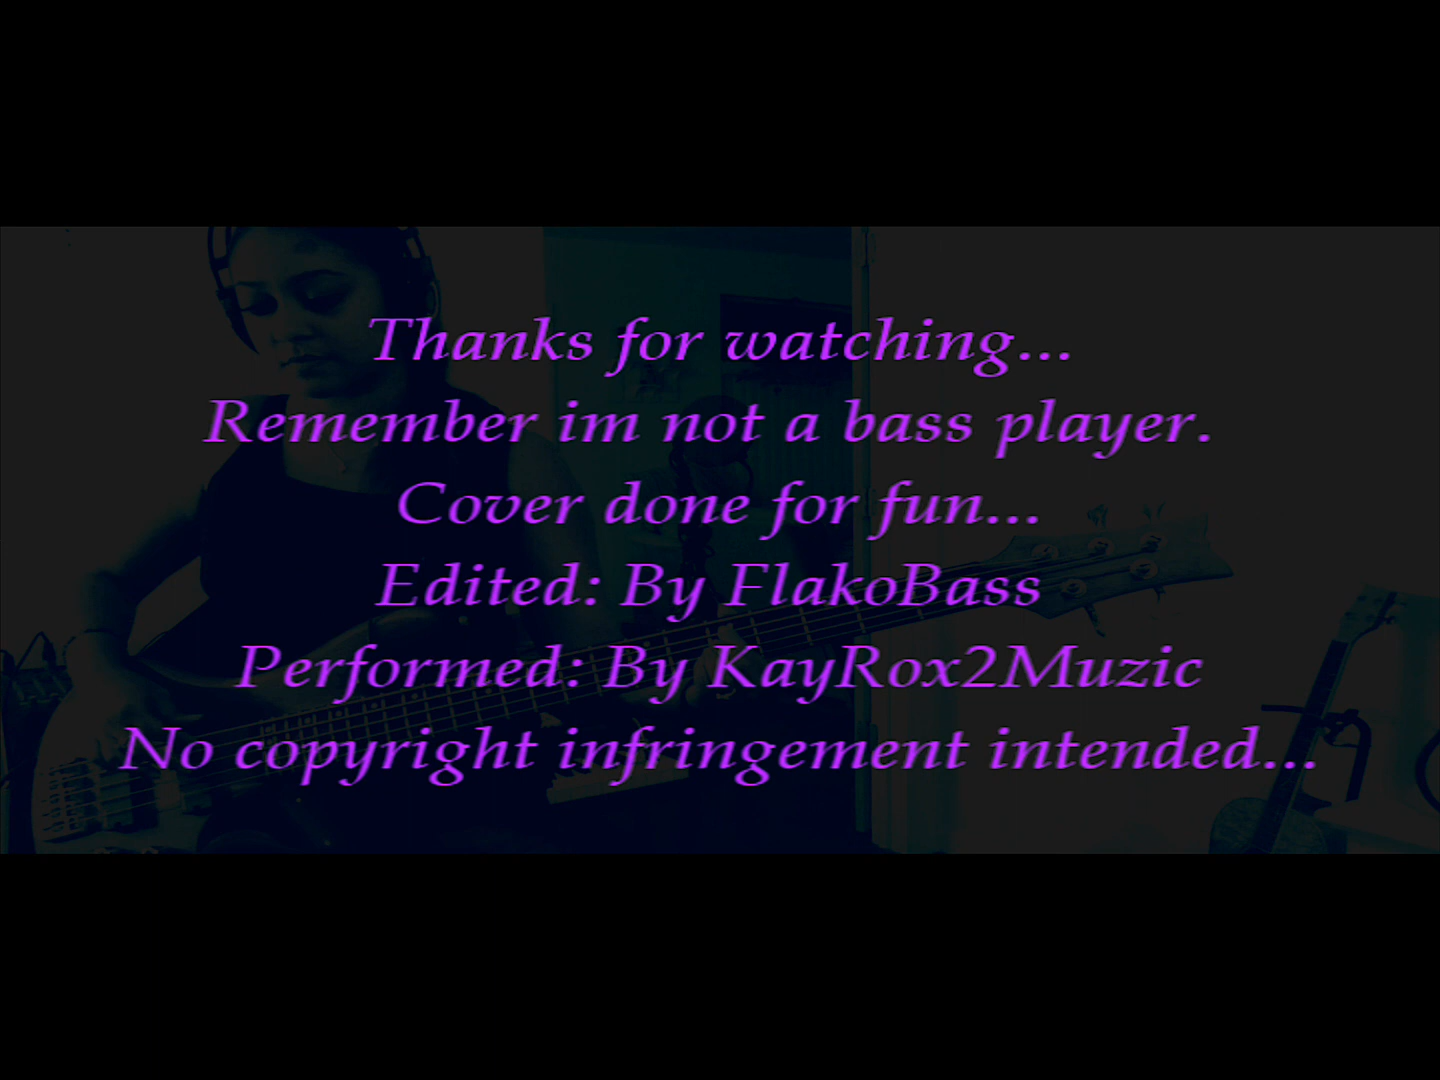 Thanks for watching...
Remember im not a bass player.
Cover done for fun...
Edited: By FlakoBass
Performed: By KayRox2Muzic
No copyright infringement intended...